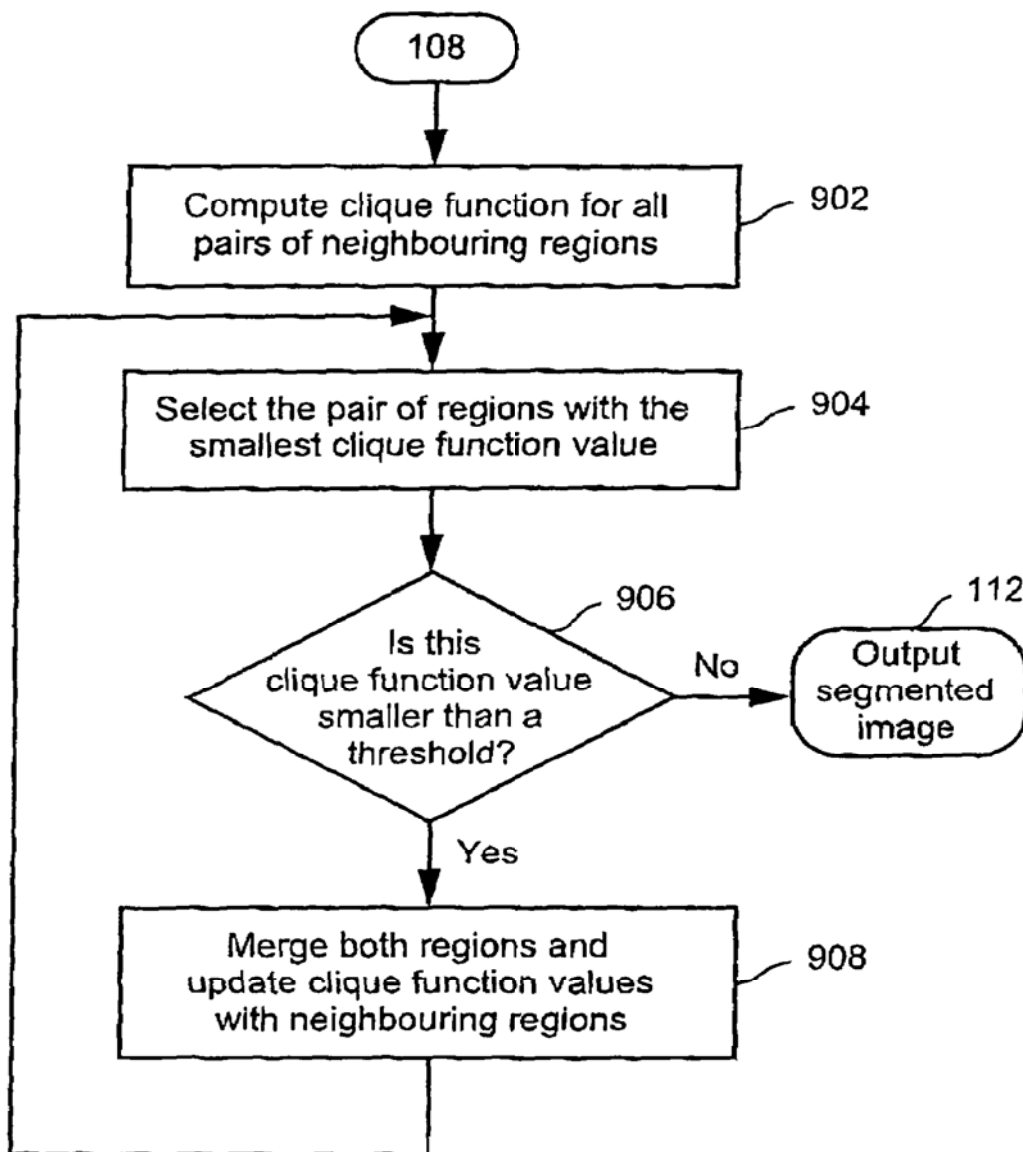 108
Compute clique function for all
pairs of neighbouring regions
902
Select the pair of regions with the
smallest clique function value
904
Is this
clique function value
smaller than a
threshold?
906
No
112
Output
segmented
image
Yes
Merge both regions and
update clique function values
with neighbouring regions
908